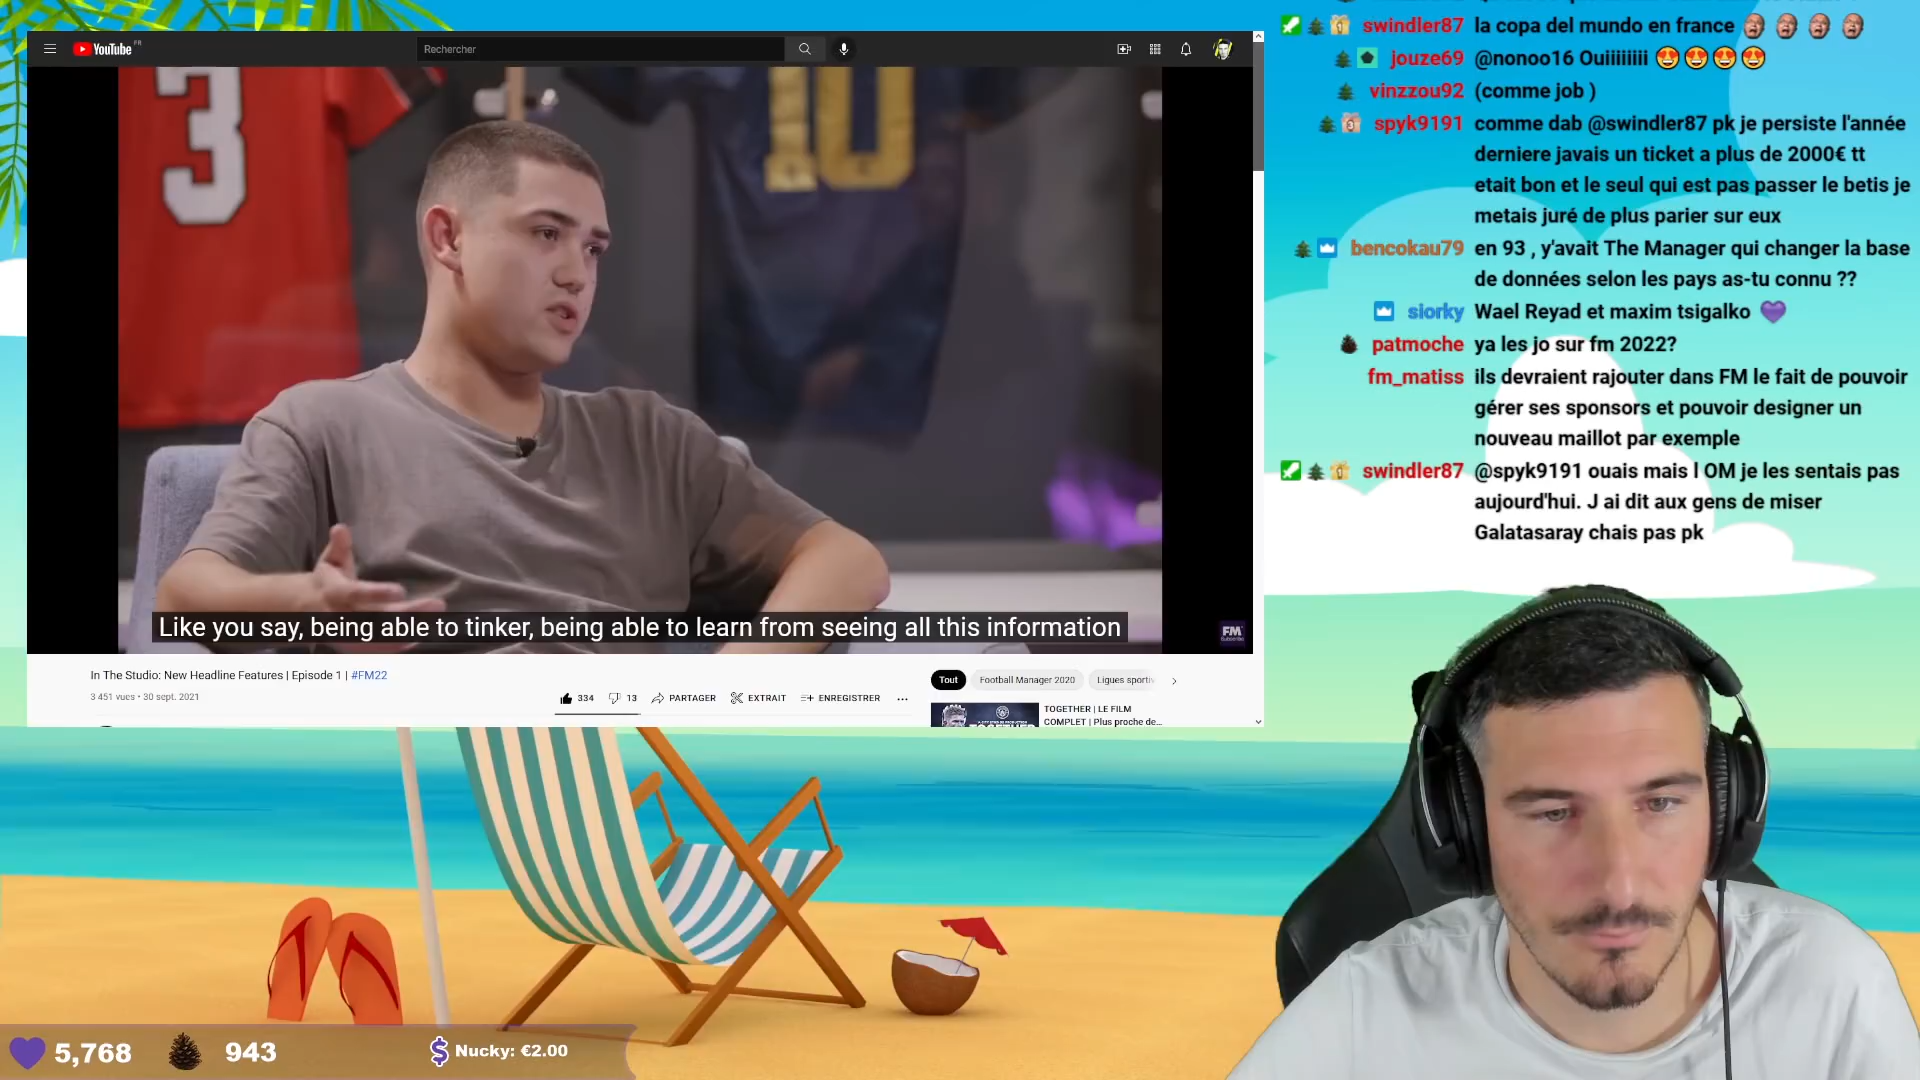 YouTube FR
Rechercher
3
10
Like you say, being able to tinker, being able to learn from seeing all this information
FM
In The Studio: New Headline Features | Episode 1 | #FM22
3 451 vues • 30 sept. 2021
334
13
PARTAGER
EXTRAIT
ENREGISTRER
Tout
Football Manager 2020
Ligues sporti
TOGETHER | LE FILM
COMPLET | Plus proche de...
swindler87 la copa del mundo en france
jouze69 @nonoo16 Ouiiiiiiii
vinzzou92 (comme job )
spyk9191 comme dab @swindler87 pk je persiste l'année
derniere javais un ticket a plus de 2000€ tt
etait bon et le seul qui est pas passer le betis je
metais juré de plus parier sur eux
bencokau79 en 93 , y'avait The Manager qui changer la base
de données selon les pays as-tu connu ??
siorky Wael Reyad et maxim tsigalko
patmoche ya les jo sur fm 2022?
fm_matiss ils devraient rajouter dans FM le fait de pouvoir
gérer ses sponsors et pouvoir designer un
nouveau maillot par exemple
swindler87 @spyk9191 ouais mais l OM je les sentais pas
aujourd'hui. J ai dit aux gens de miser
Galatasaray chais pas pk
5,768
943
Nucky: €2.00